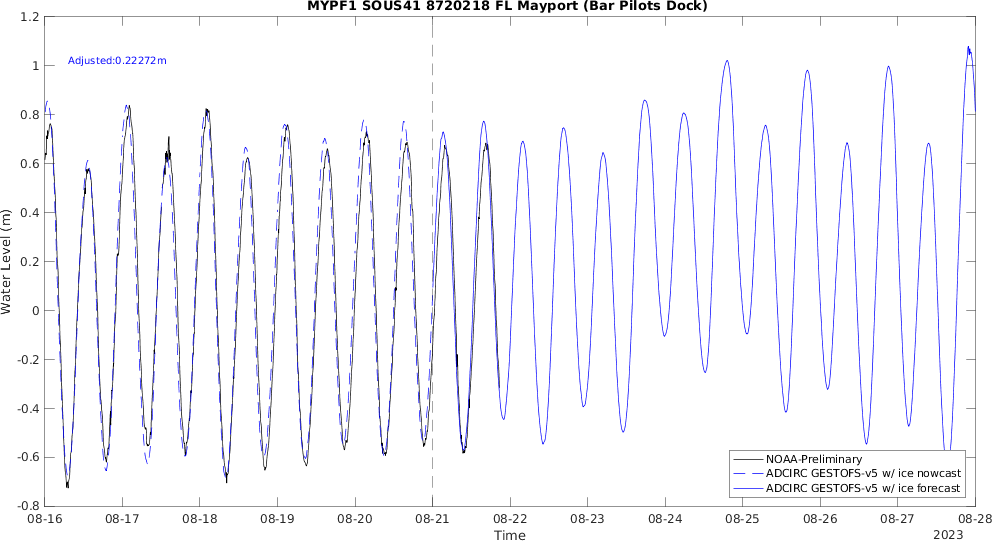 MYPF1 SOUS41 8720218 FL Mayport (Bar Pilots Dock)
1.2
1
0.8
0.6
0.4
0.2
0
-0.2
-0.4
-0.6
-0.8
Water Level (m)
Adjusted:0.22272m
NOAA-Preliminary
ADCIRC GESTOFS-v5 w/ ice nowcast
ADCIRC GESTOFS-v5 w/ ice forecast
08-16 08-17 08-18 08-19 08-20 08-21 08-22 08-23 08-24 08-25 08-26 08-27 08-28
Time
2023